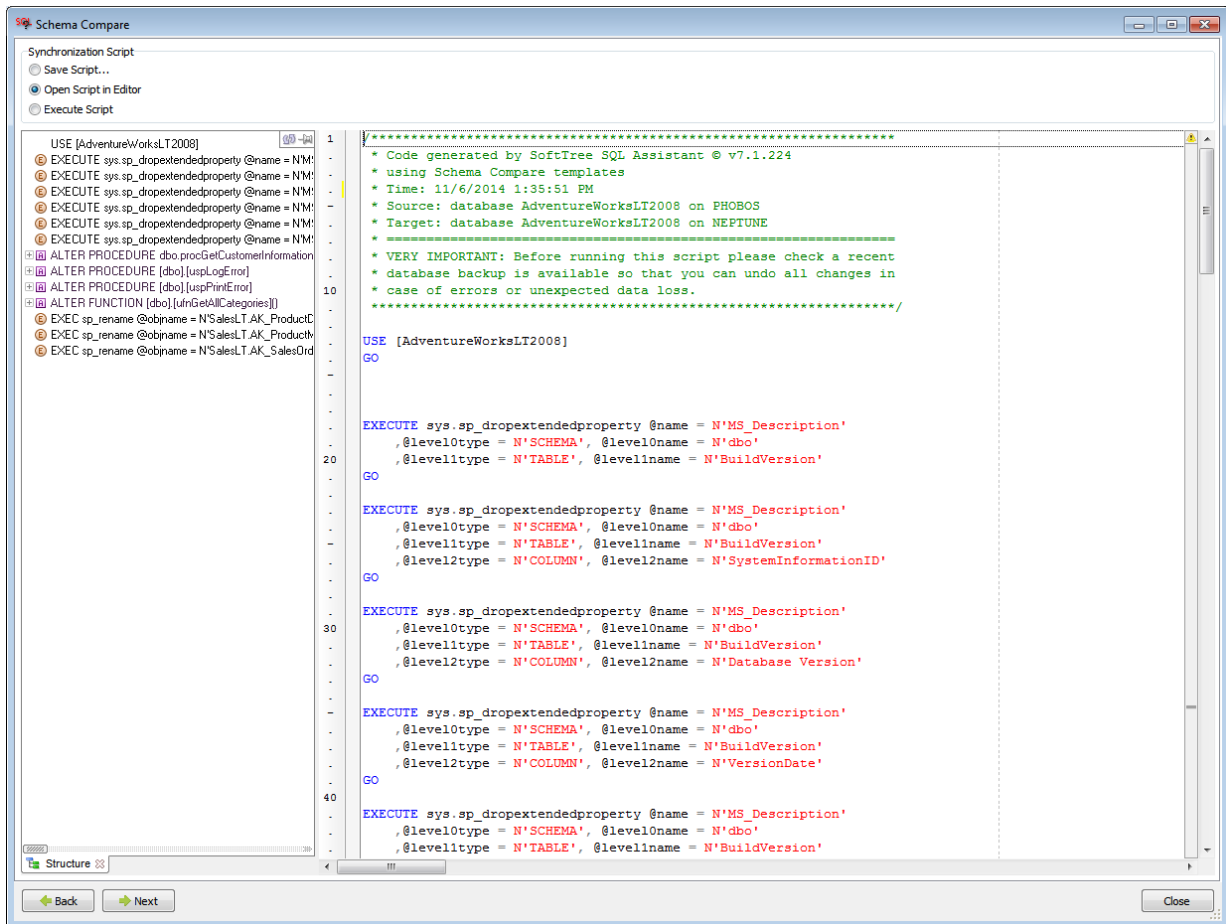 Schema Compare
Synchronization Script
Save Script...
Open Script in Editor
Execute Script
USE [AdventureWorksLT2008]
EXECUTE sys.sp_dropextendedproperty @name = N'M
EXECUTE sys.sp_dropextendedproperty @name = N'M
EXECUTE sys.sp_dropextendedproperty @name = N'M
EXECUTE sys.sp_dropextendedproperty @name = N'M
EXECUTE sys.sp_dropextendedproperty @name = N'M
EXECUTE sys.sp_dropextendedproperty @name = N'M
ALTER PROCEDURE dbo.procGetCustomerInformation
ALTER PROCEDURE [dbo].[uspLogError]
ALTER PROCEDURE [dbo].[uspPrintError]
ALTER FUNCTION [dbo].[ufnGetAllCategories]()
EXEC sp_rename @objname = N'SalesLT.AK_ProductD
EXEC sp_rename @objname = N'SalesLT.AK_ProductM
EXEC sp_rename @objname = N'SalesLT.AK_SalesOrd
Structure
1
/******************************************************************
* Code generated by SoftTree SQL Assistant © v7.1.224
* using Schema Compare templates
* Time: 11/6/2014 1:35:51 PM
* Source: database AdventureWorksLT2008 on PHOBOS
* Target: database AdventureWorksLT2008 on NEPTUNE
* ================================================================
* VERY IMPORTANT: Before running this script please check a recent
* database backup is available so that you can undo all changes in
10 * case of errors or unexpected data loss.
******************************************************************/
USE [AdventureWorksLT2008]
GO
EXECUTE sys.sp_dropextendedproperty @name = N'MS_Description'
,@level0type = N'SCHEMA', @level0name = N'dbo'
20 ,@level1type = N'TABLE', @level1name = N'BuildVersion'
GO
EXECUTE sys.sp_dropextendedproperty @name = N'MS_Description'
,@level0type = N'SCHEMA', @level0name = N'dbo'
,@level1type = N'TABLE', @level1name = N'BuildVersion'
,@level2type = N'COLUMN', @level2name = N'SystemInformationID'
GO
EXECUTE sys.sp_dropextendedproperty @name = N'MS_Description'
30 ,@level0type = N'SCHEMA', @level0name = N'dbo'
,@level1type = N'TABLE', @level1name = N'BuildVersion'
,@level2type = N'COLUMN', @level2name = N'Database Version'
GO
EXECUTE sys.sp_dropextendedproperty @name = N'MS_Description'
,@level0type = N'SCHEMA', @level0name = N'dbo'
,@level1type = N'TABLE', @level1name = N'BuildVersion'
,@level2type = N'COLUMN', @level2name = N'VersionDate'
GO
40
EXECUTE sys.sp_dropextendedproperty @name = N'MS_Description'
,@level0type = N'SCHEMA', @level0name = N'dbo'
,@level1type = N'TABLE', @level1name = N'BuildVersion'
Back
Next
Close